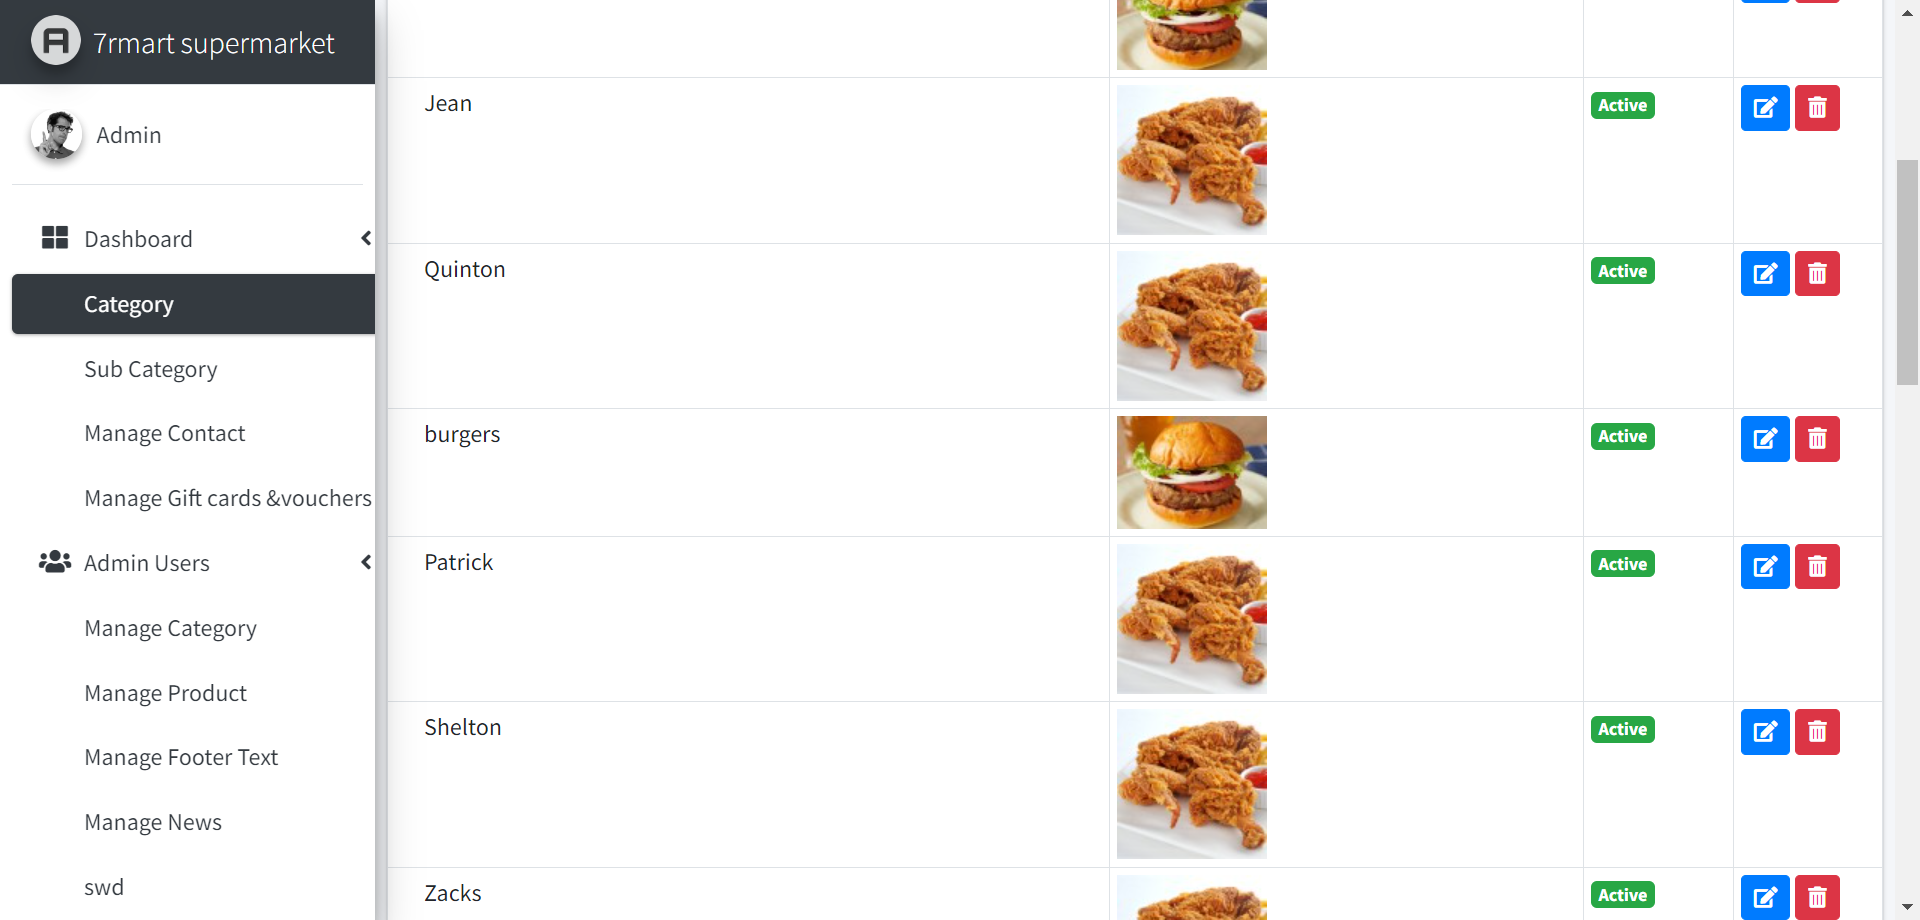 7rmart supermarket
Admin
Dashboard
Category
Sub Category
Manage Contact
Manage Gift cards &vouchers
Admin Users
Manage Category
Manage Product
Manage Footer Text
Manage News
swd
Jean Active
Quinton Active
burgers Active
Patrick Active
Shelton Active
Zacks Active